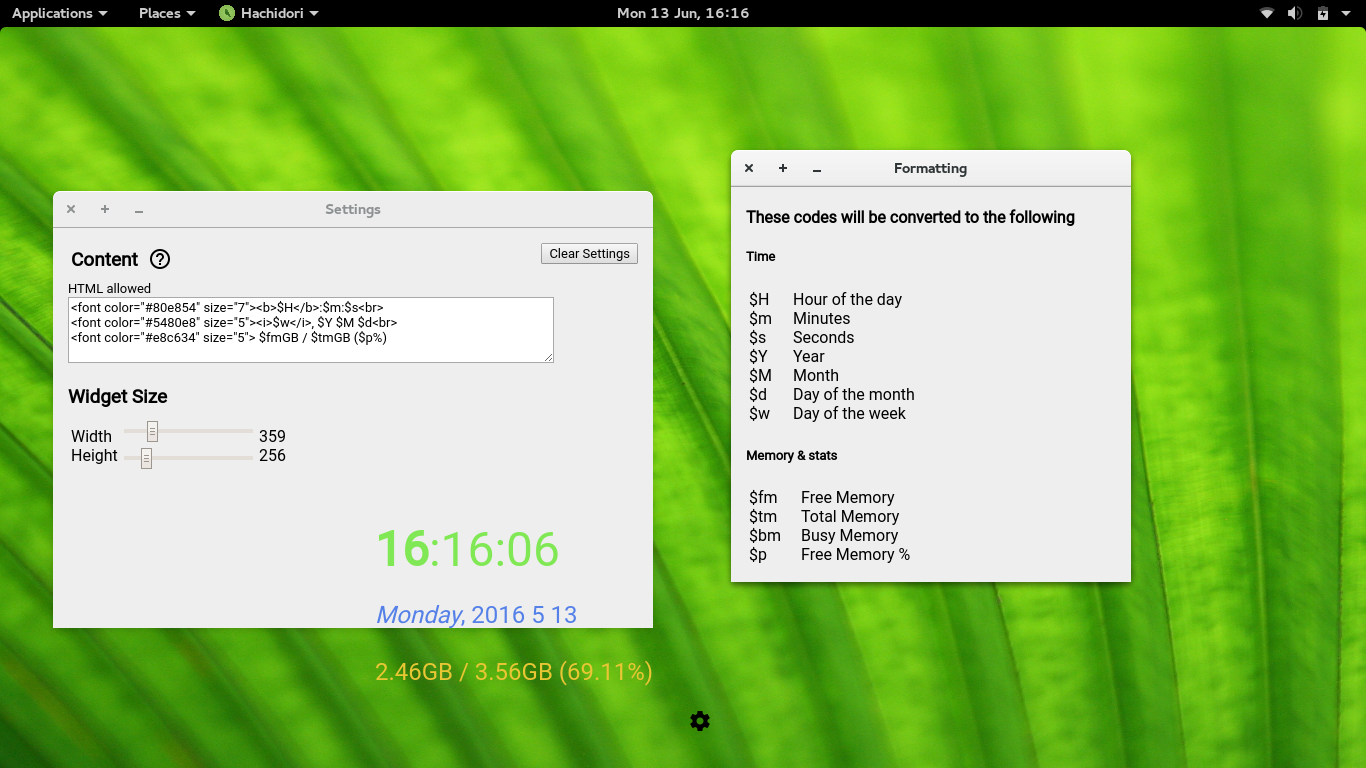 Applications Places Hachidori Mon 13 Jun, 16:16
Settings
Content ?
Clear Settings
HTML allowed
<font color="#80e854" size="7"><b>$H</b>:$m:$s<br>
<font color="#5480e8" size="5"><i>$w</i>, $Y $M $d<br>
<font color="#e8c634" size="5"> $fmGB / $tmGB ($p%)
Widget Size
Width 359
Height 256
16:16:06
Monday, 2016 5 13
2.46GB / 3.56GB (69.11%)
Formatting
These codes will be converted to the following
Time
$H Hour of the day
$m Minutes
$s Seconds
$Y Year
$M Month
$d Day of the month
$w Day of the week
Memory & stats
$fm Free Memory
$tm Total Memory
$bm Busy Memory
$p Free Memory %